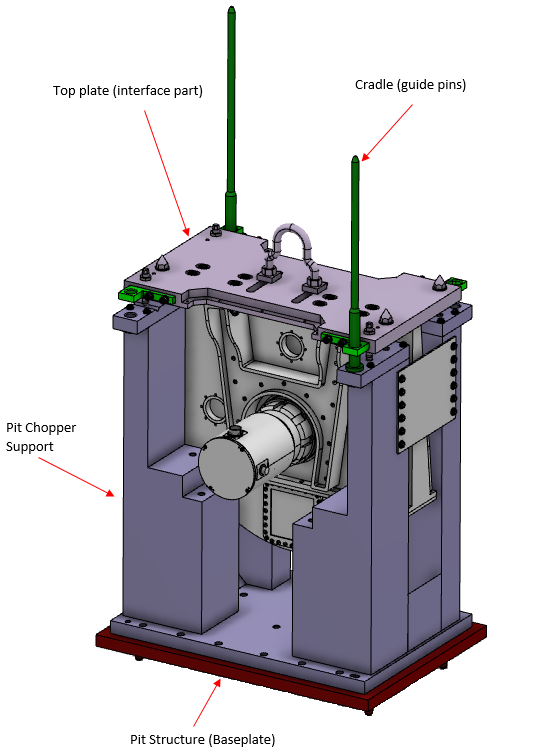 Top plate (interface part)
Cradle (guide pins)
Pit Chopper
Support
Pit Structure (Baseplate)